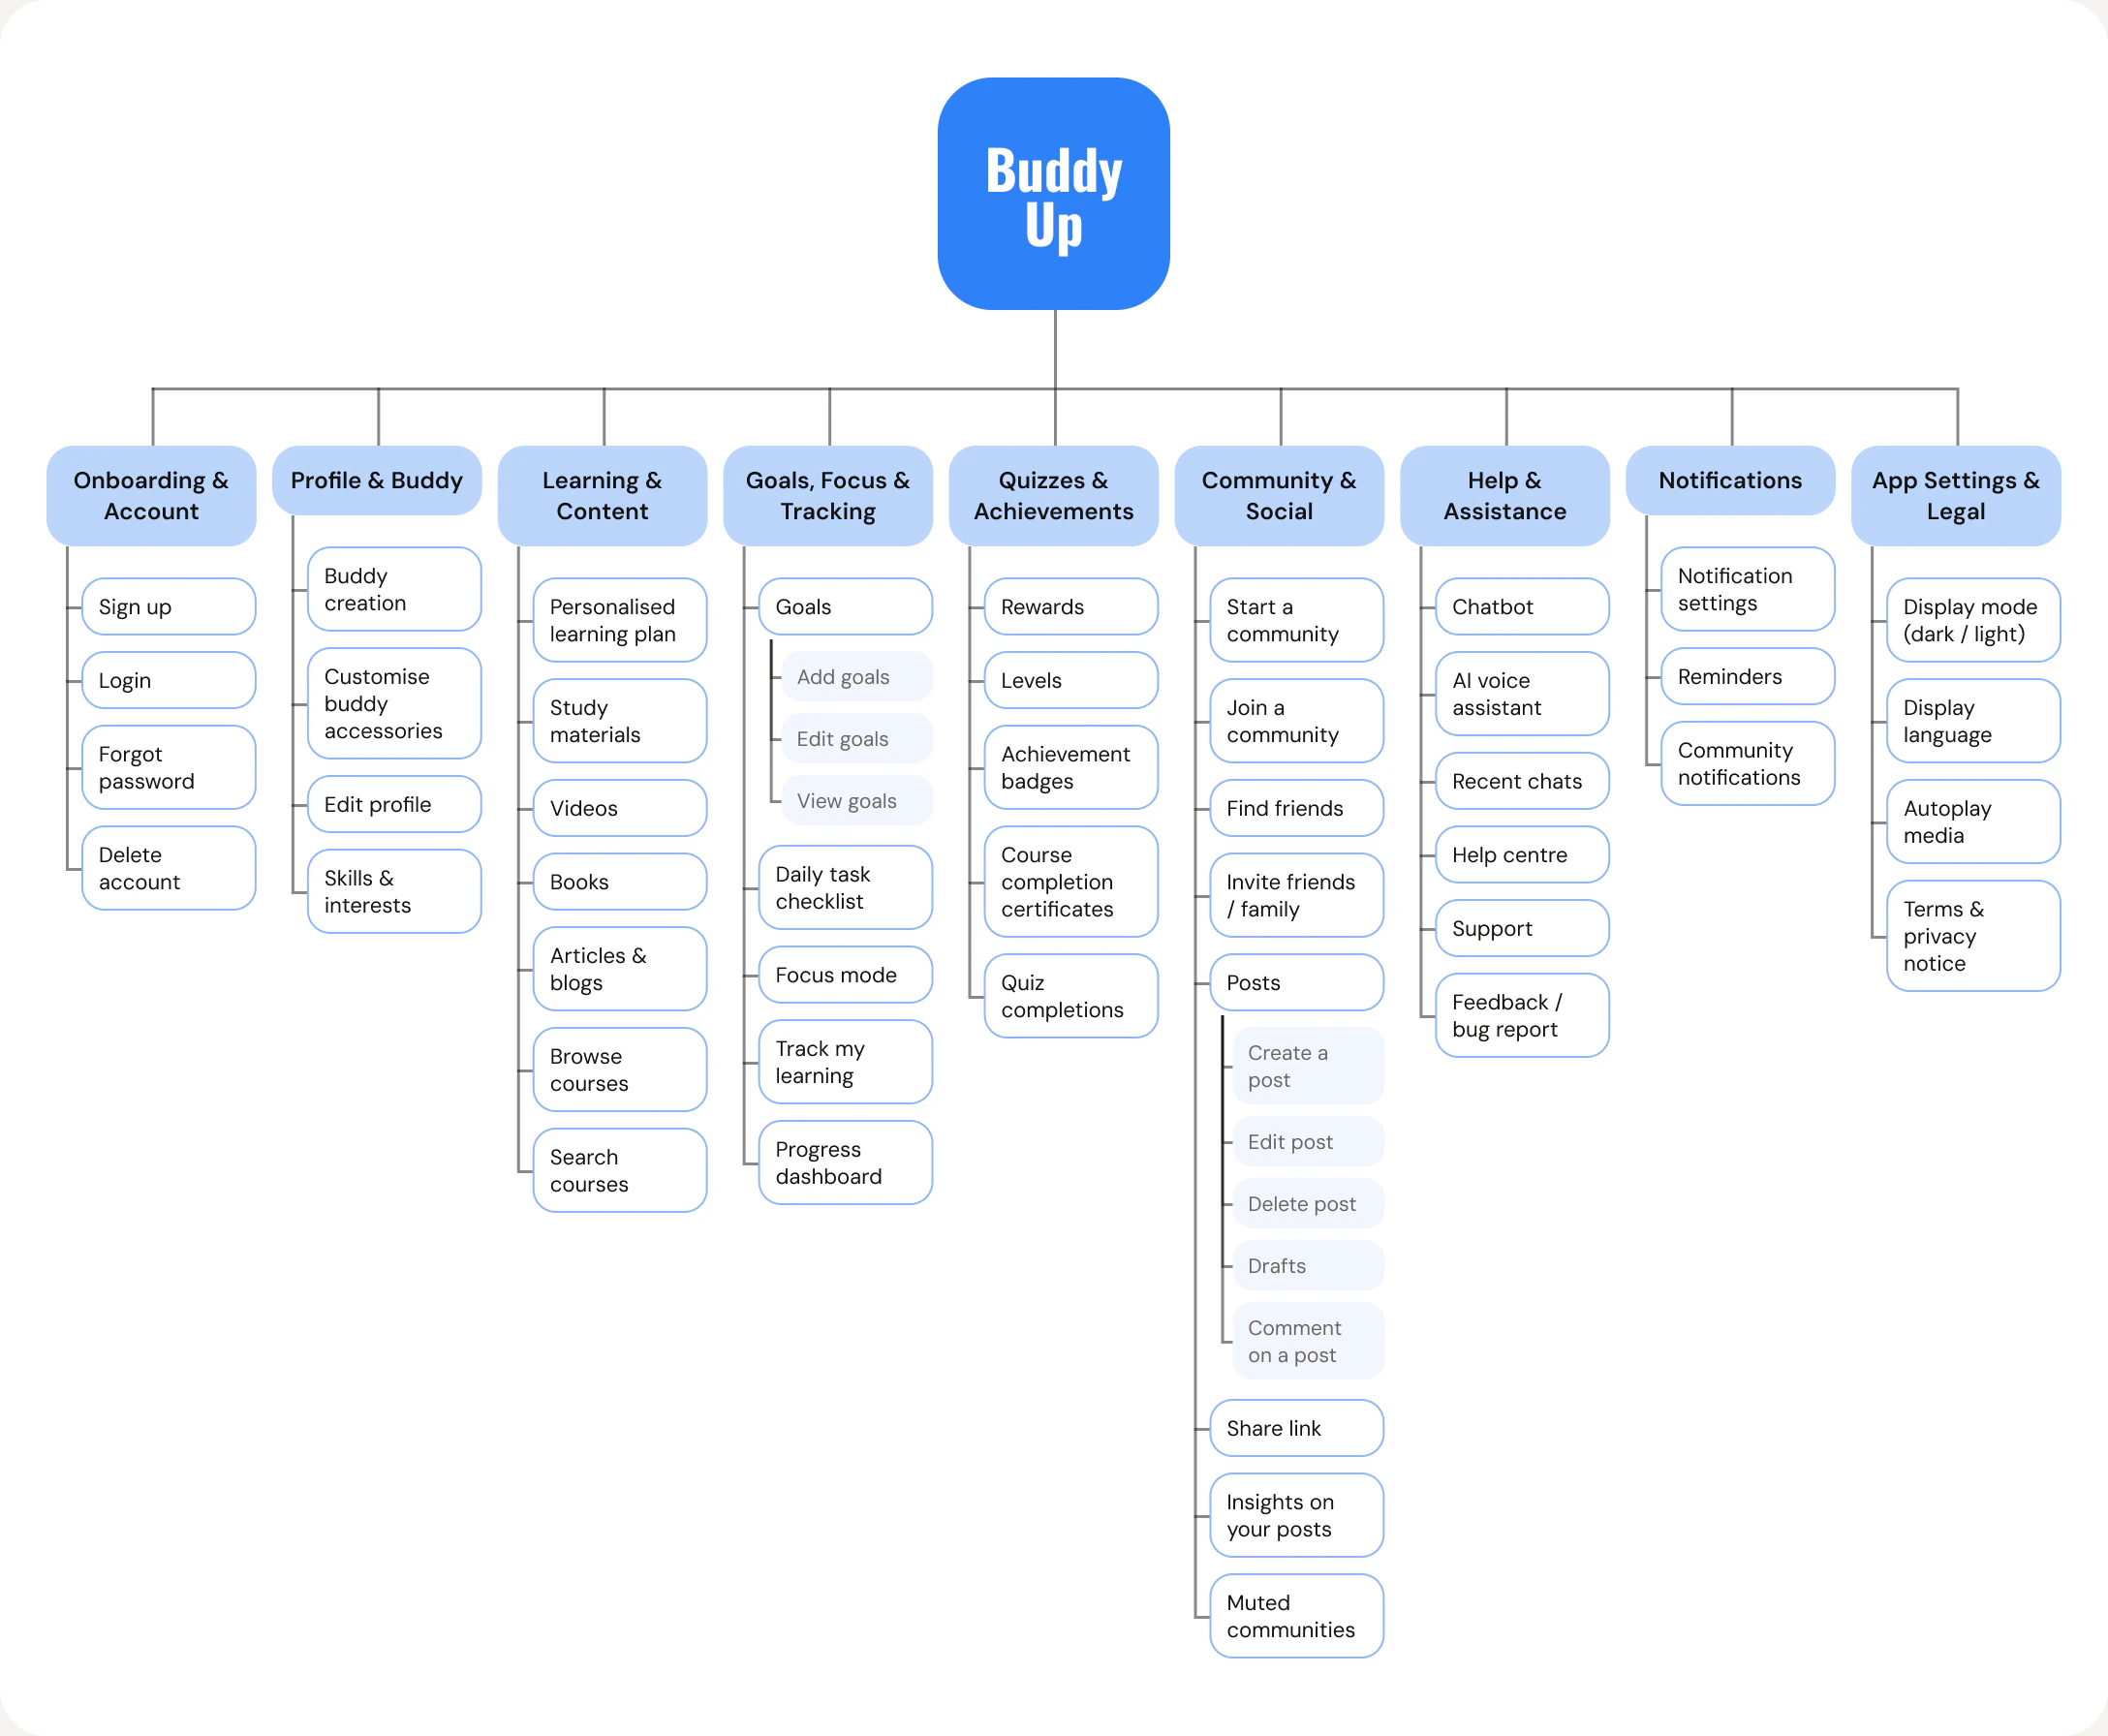 Buddy
Up
Onboarding &
Account
Sign up
Login
Forgot
password
Delete
account
Profile & Buddy
Buddy
creation
Customise
buddy
accessories
Edit profile
Skills &
interests
Learning &
Content
Personalised
learning plan
Study
materials
Videos
Books
Articles &
blogs
Browse
courses
Search
courses
Goals, Focus &
Tracking
Goals
Add goals
Edit goals
View goals
Daily task
checklist
Focus mode
Track my
learning
Progress
dashboard
Quizzes &
Achievements
Rewards
Levels
Achievement
badges
Course
completion
certificates
Quiz
completions
Community &
Social
Start a
community
Join a
community
Find friends
Invite friends
/ family
Posts
Create a
post
Edit post
Delete post
Drafts
Comment
on a post
Share link
Insights on
your posts
Muted
communities
Help &
Assistance
Chatbot
AI voice
assistant
Recent chats
Help centre
Support
Feedback /
bug report
Notifications
Notification
settings
Reminders
Community
notifications
App Settings &
Legal
Display mode
(dark / light)
Display
language
Autoplay
media
Terms &
privacy
notice